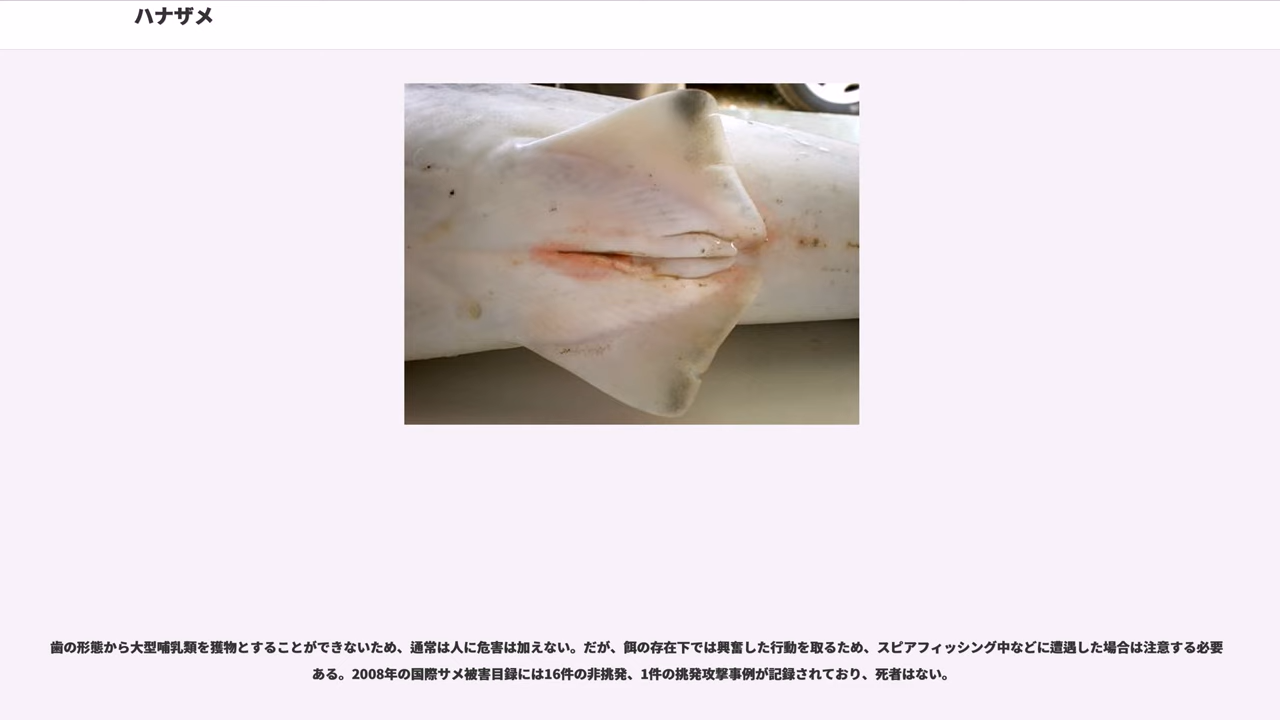 ハナザメ
歯の形態から大型哺乳類を獲物とすることができないため、通常は人に危害は加えない。だが、餌の存在下では興奮した行動を取るため、スピアフィッシング中などに遭遇した場合は注意する必要
ある。2008年の国際サメ被害目録には16件の非挑発、1件の挑発攻撃事例が記録されており、死者はない。